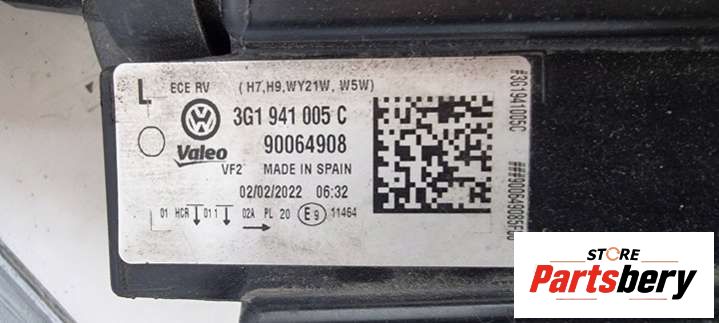 L ECE RV (H7,H9,WY21W, W5W)
3G1 941 005 C
Valeo 90064908
VF2 MADE IN SPAIN
02/02/2022 06:32
01 HCR 011 02A PL 20 E9 11464
#3G1941005C
STORE
Partsbery